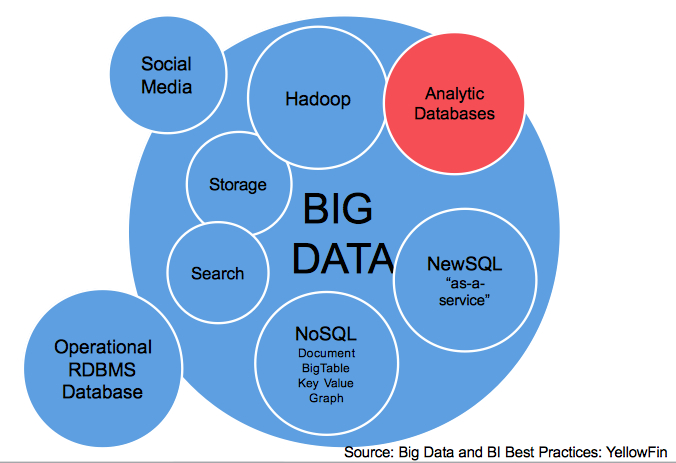 Social
Media
Hadoop
Analytic
Databases
Storage
BIG
DATA
Search
NewSQL
“as-a-
service”
Operational
RDBMS
Database
NoSQL
Document
BigTable
Key Value
Graph
Source: Big Data and BI Best Practices: YellowFin